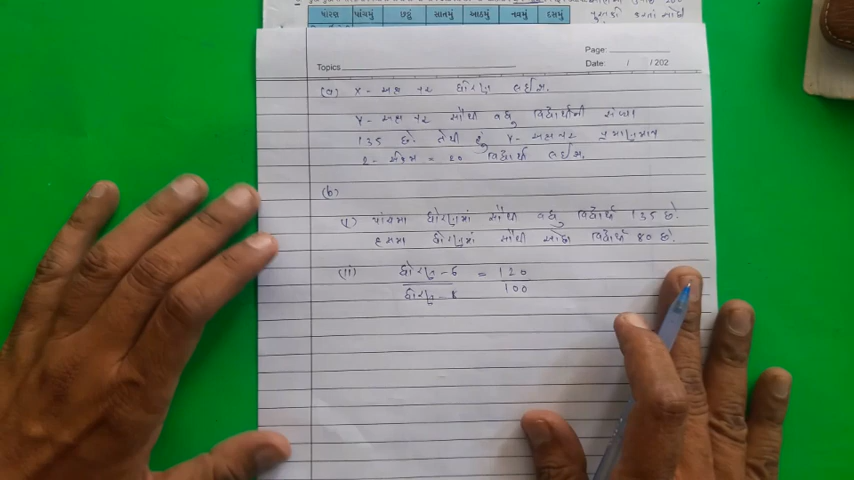 ધોરણ પાંચમું છઠ્ઠું સાતમું આઠમું નવમું દસમું
Page:
Topics
Date: / /202
(a) X- અક્ષ પર ધોરણ લઈશ.
Y- અક્ષ પર સૌથી વધુ વિદ્યાર્થીની સંખ્યા
135 છે. તેથી હું Y- અક્ષ પર પ્રમાણમાપ
1 સેમી = 20 વિદ્યાર્થી લઈશ.
(b)
પાંચમા ધોરણમાં સૌથી વધુ વિદ્યાર્થી 135 છે.
દસમા ધોરણમાં સૌથી ઓછા વિદ્યાર્થી 80 છે.
(ii) ધોરણ-6 = 120
ધોરણ-8 100